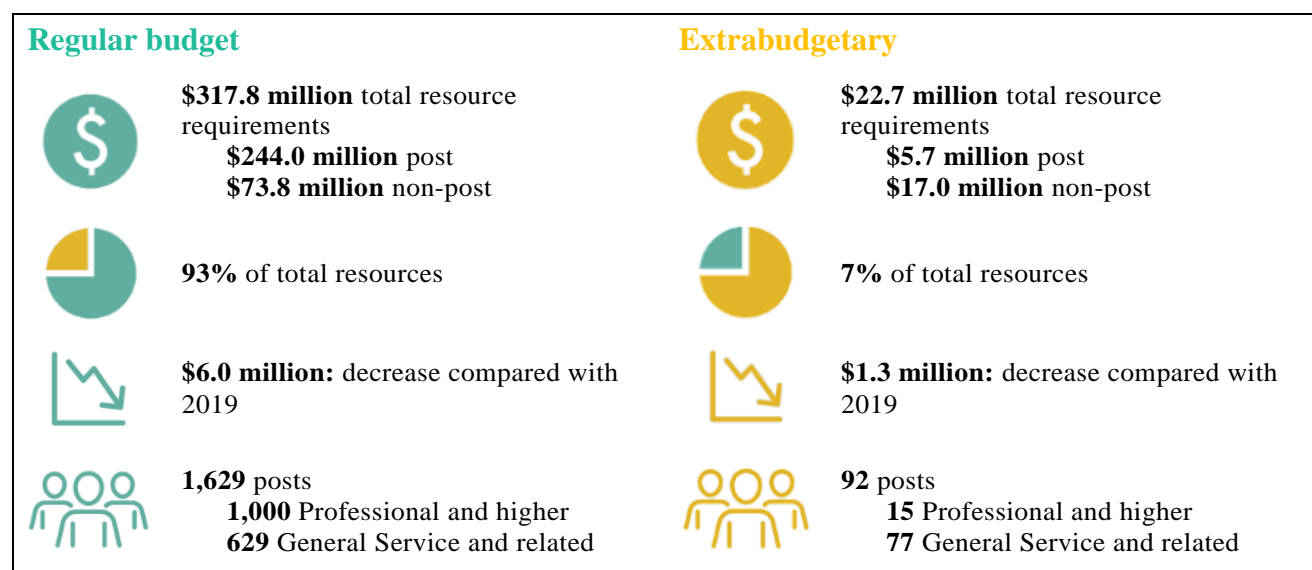 Regular budget
$317.8 million total resource
requirements
$244.0 million post
$73.8 million non-post
93% of total resources
$6.0 million: decrease compared with
2019
1,629 posts
1,000 Professional and higher
629 General Service and related
Extrabudgetary
$22.7 million total resource
requirements
$5.7 million post
$17.0 million non-post
7% of total resources
$1.3 million: decrease compared with
2019
92 posts
15 Professional and higher
77 General Service and related